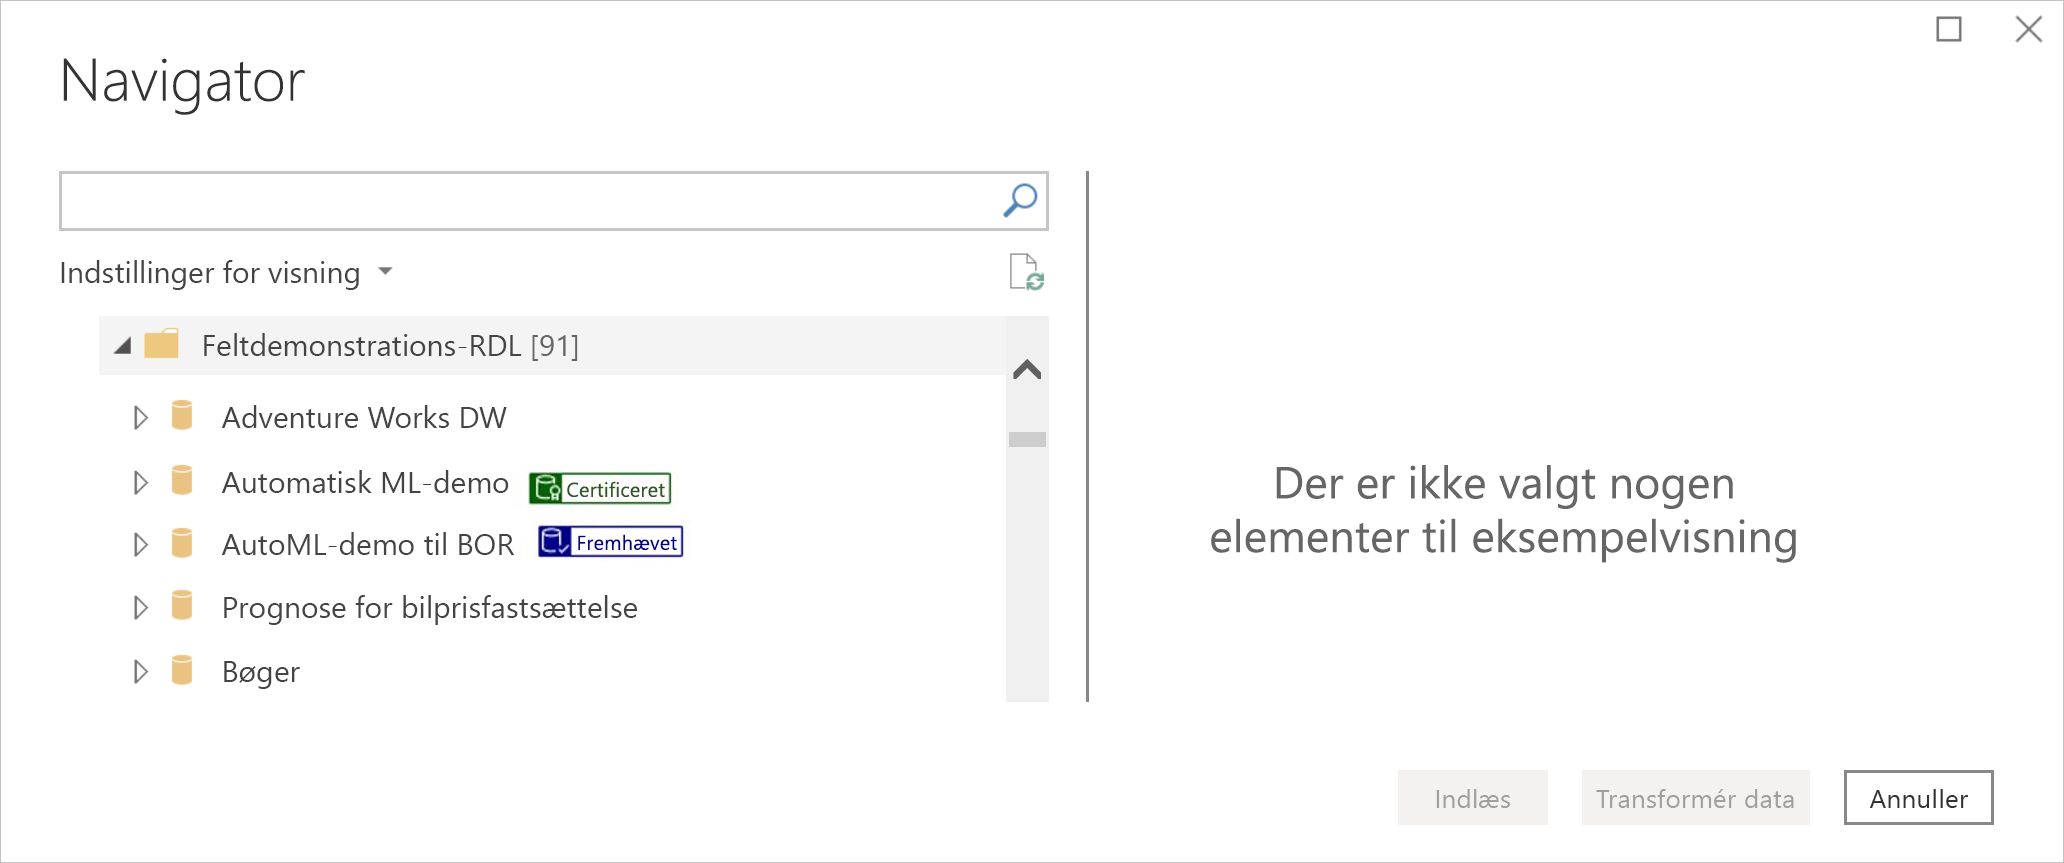 Navigator
Indstillinger for visning
Feltdemonstrations-RDL [91]
Adventure Works DW
Automatisk ML-demo Certificeret
AutoML-demo til BOR Fremhævet
Prognose for bilprisfastsættelse
Bøger
Der er ikke valgt nogen
elementer til eksempelvisning
Indlæs Transformér data Annuller